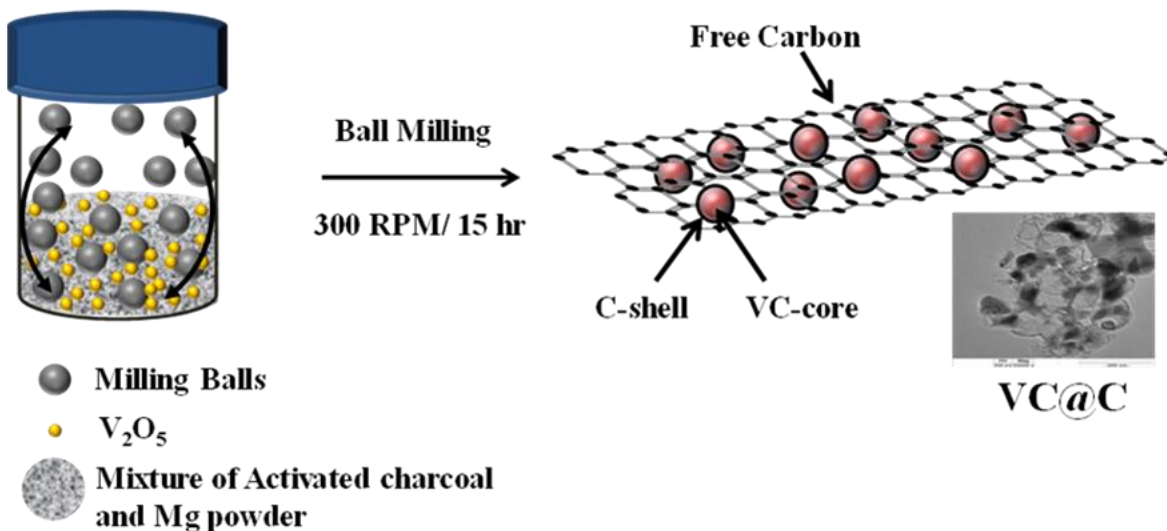 Free Carbon
Ball Milling
300 RPM/ 15 hr
C-shell
VC-core
VC@C
Milling Balls
V₂O₅
Mixture of Activated charcoal
and Mg powder